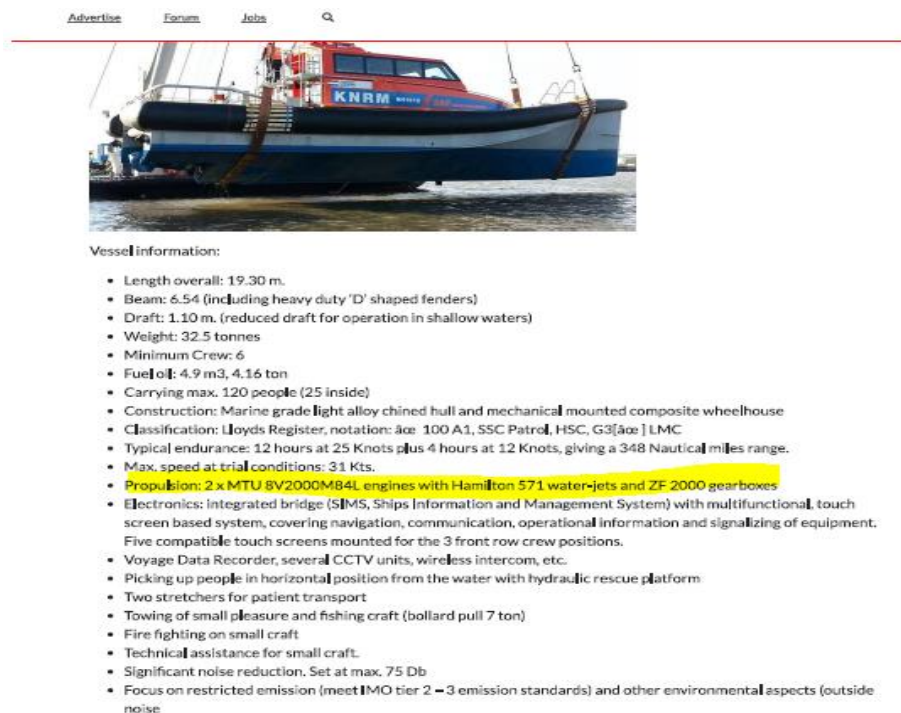 Advertise Forum Jobs
KNRM
Vessel information:
• Length overall: 19.30 m.
• Beam: 6.54 (including heavy duty 'D' shaped fenders)
• Draft: 1.10 m. (reduced draft for operation in shallow waters)
• Weight: 32.5 tonnes
• Minimum Crew: 6
• Fuel oil: 4.9 m3, 4.16 ton
• Carrying max. 120 people (25 inside)
• Construction: Marine grade light alloy chined hull and mechanical mounted composite wheelhouse
• Classification: Lloyds Register, notation: âœ 100 A1, SSC Patrol, HSC, G3[âœ ] LMC
• Typical endurance: 12 hours at 25 Knots plus 4 hours at 12 Knots, giving a 348 Nautical miles range.
• Max. speed at trial conditions: 31 Kts.
• Propulsion: 2 x MTU 8V2000M84L engines with Hamilton 571 water-jets and ZF 2000 gearboxes
• Electronics: integrated bridge (SIMS, Ships Information and Management System) with multifunctional, touch
screen based system, covering navigation, communication, operational information and signalizing of equipment.
Five compatible touch screens mounted for the 3 front row crew positions.
• Voyage Data Recorder, several CCTV units, wireless intercom, etc.
• Picking up people in horizontal position from the water with hydraulic rescue platform
• Two stretchers for patient transport
• Towing of small pleasure and fishing craft (bollard pull 7 ton)
• Fire fighting on small craft
• Technical assistance for small craft.
• Significant noise reduction. Set at max. 75 Db
• Focus on restricted emission (meet IMO tier 2 – 3 emission standards) and other environmental aspects (outside
noise